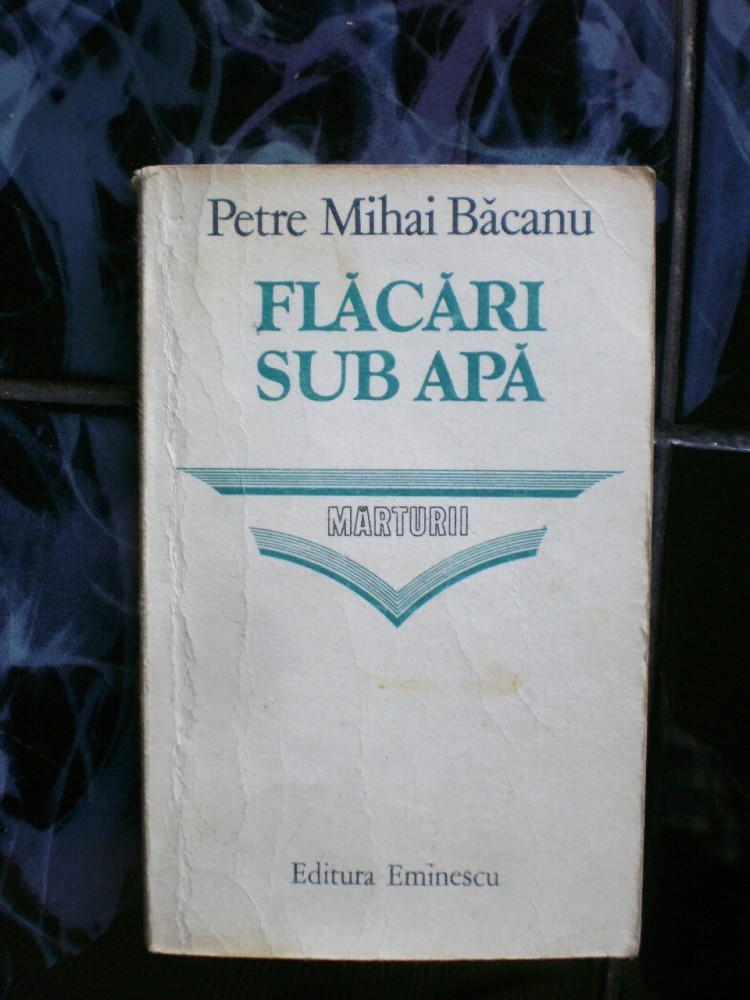 Petre Mihai Băcanu
FLĂCĂRI
SUB APĂ
MĂRTURII
Editura Eminescu